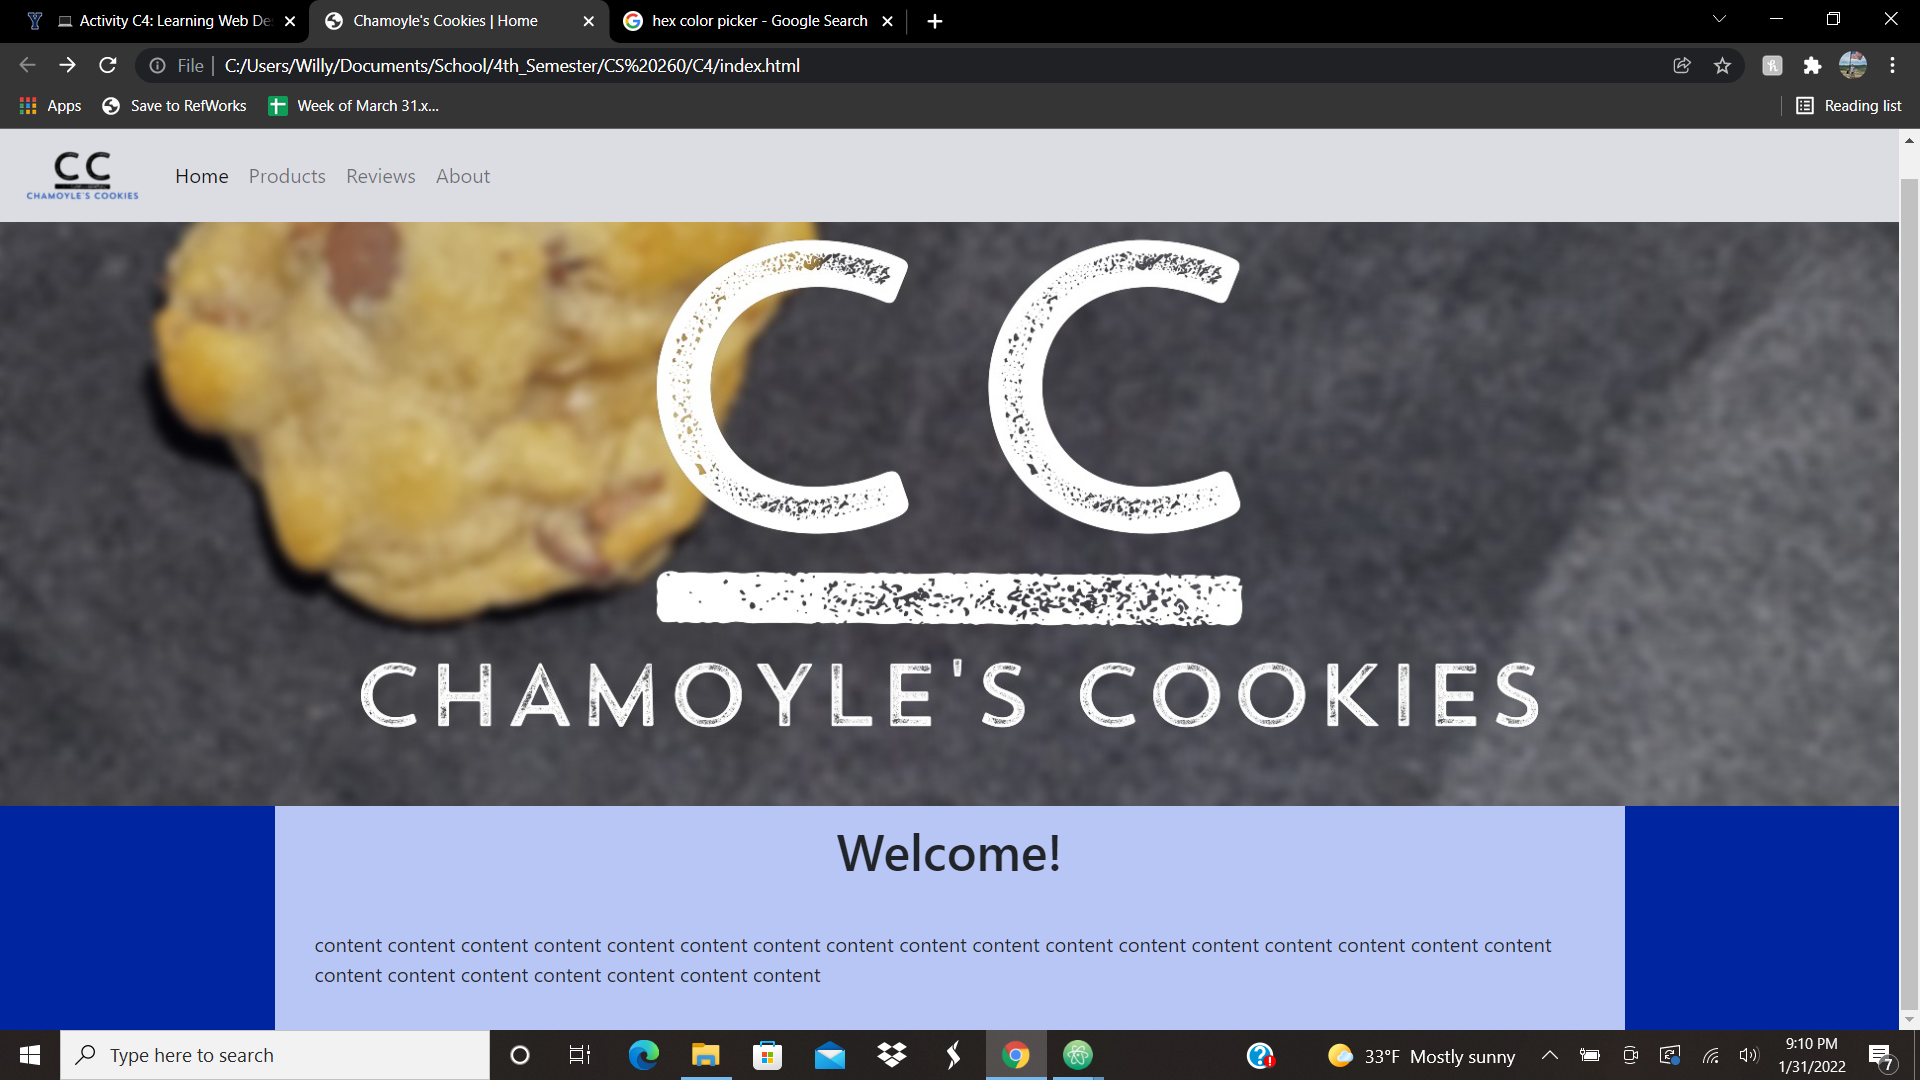 Activity C4: Learning Web De
Chamoyle's Cookies | Home
hex color picker - Google Search
File
C:/Users/Willy/Documents/School/4th_Semester/CS%20260/C4/index.html
Apps
Save to RefWorks
Week of March 31.x...
Reading list
CC
CHAMOYLE'S COOKIES
Home Products Reviews About
CC
CHAMOYLE'S COOKIES
Welcome!
content content content content content content content content content content content content content content content content content
content content content content content content content
Type here to search
33°F Mostly sunny
9:10 PM
1/31/2022
7